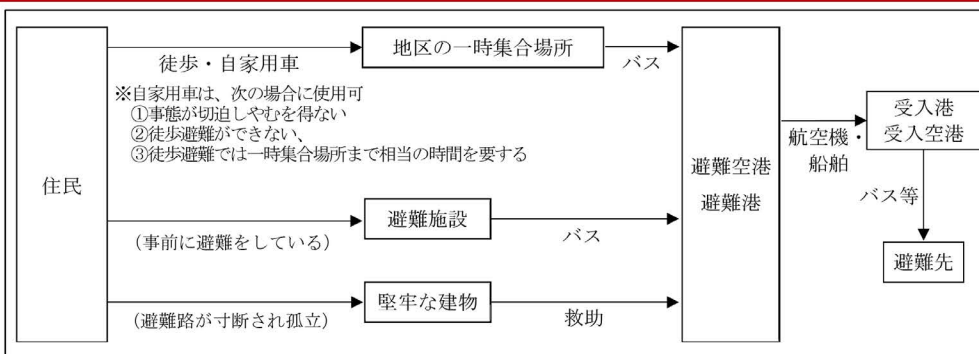 住民
徒歩・自家用車
※自家用車は、次の場合に使用可
①事態が切迫しやむを得ない
②徒歩避難ができない、
③徒歩避難では一時集合場所まで相当の時間を要する
地区の一時集合場所
バス
(事前に避難をしている)
避難施設
バス
(避難路が寸断され孤立)
堅牢な建物
救助
避難空港
避難港
航空機・
船舶
受入港
受入空港
バス等
避難先